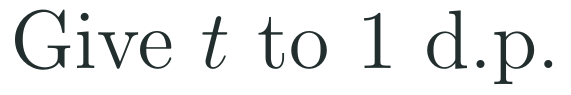 Give t to 1 d.p.